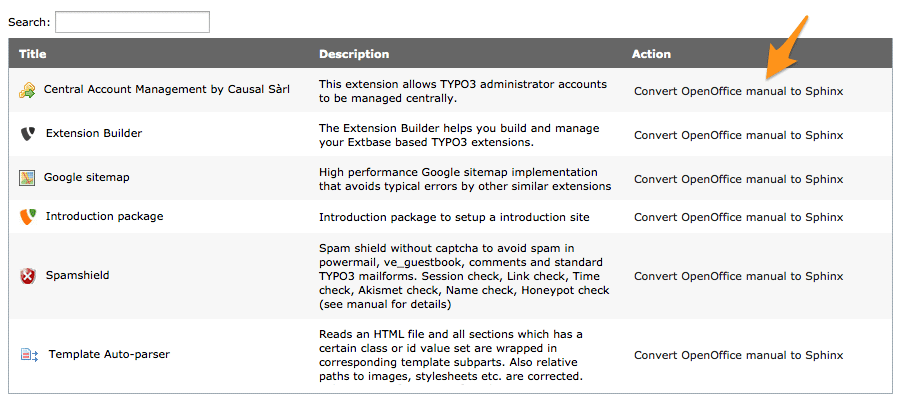 Search:
Title Description Action
Central Account Management by Causal Sàrl This extension allows TYPO3 administrator accounts Convert OpenOffice manual to Sphinx
to be managed centrally.
Extension Builder The Extension Builder helps you build and manage Convert OpenOffice manual to Sphinx
your Extbase based TYPO3 extensions.
Google sitemap High performance Google sitemap implementation Convert OpenOffice manual to Sphinx
that avoids typical errors by other similar extensions
Introduction package Introduction package to setup a introduction site Convert OpenOffice manual to Sphinx
Spamshield Spam shield without captcha to avoid spam in Convert OpenOffice manual to Sphinx
powermail, ve_guestbook, comments and standard
TYPO3 mailforms. Session check, Link check, Time
check, Akismet check, Name check, Honeypot check
(see manual for details)
Template Auto-parser Reads an HTML file and all sections which has a Convert OpenOffice manual to Sphinx
certain class or id value set are wrapped in
corresponding template subparts. Also relative
paths to images, stylesheets etc. are corrected.